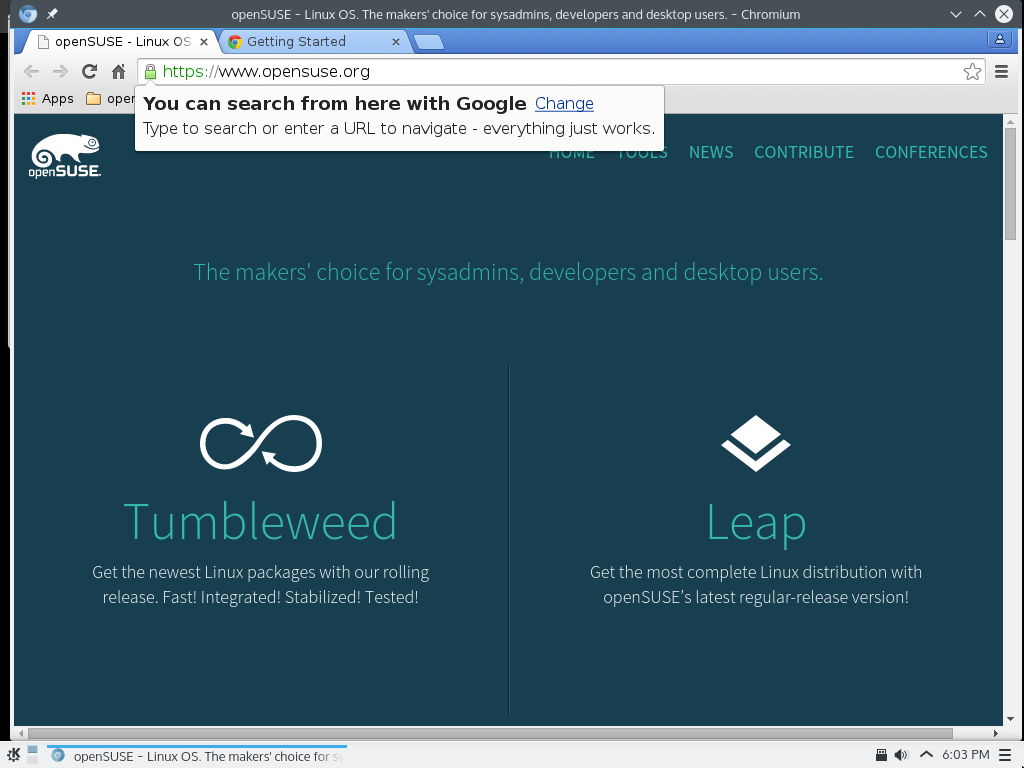 openSUSE - Linux OS. The makers' choice for sysadmins, developers and desktop users. - Chromium
openSUSE - Linux OS
Getting Started
https://www.opensuse.org
Apps
oper
You can search from here with Google Change
Type to search or enter a URL to navigate - everything just works.
openSUSE.
HOME TOOLS NEWS CONTRIBUTE CONFERENCES
The makers' choice for sysadmins, developers and desktop users.
Tumbleweed
Get the newest Linux packages with our rolling
release. Fast! Integrated! Stabilized! Tested!
Leap
Get the most complete Linux distribution with
openSUSE’s latest regular-release version!
openSUSE - Linux OS. The makers' choice for sy
6:03 PM